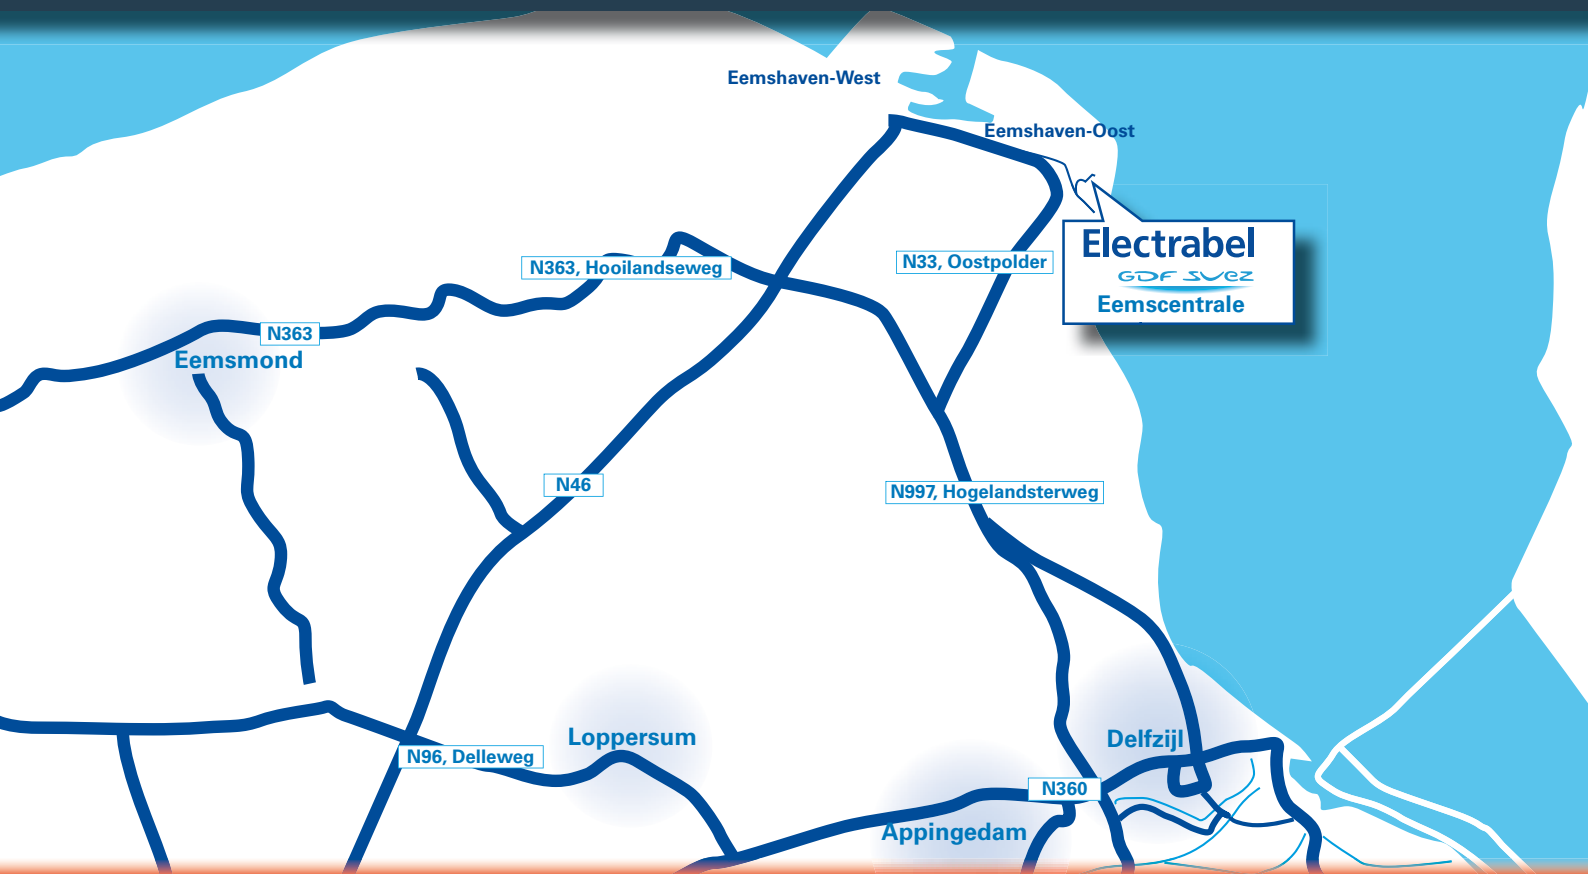 Eemshaven-West
Eemshaven-Oost
Electrabel
GDF SUEZ
Eemscentrale
N33, Oostpolder
N363, Hooilandseweg
N363
Eemsmond
N46
N997, Hogelandsterweg
Loppersum
Delfzijl
N96, Delleweg
N360
Appingedam